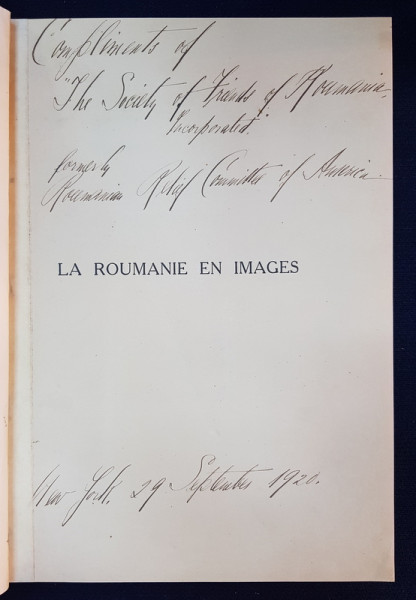 Compliments of
"The Society of Friends of Roumania,
Incorporated."
formerly
Roumanian Relief Committee of America.
LA ROUMANIE EN IMAGES
New York. 29 September 1920.